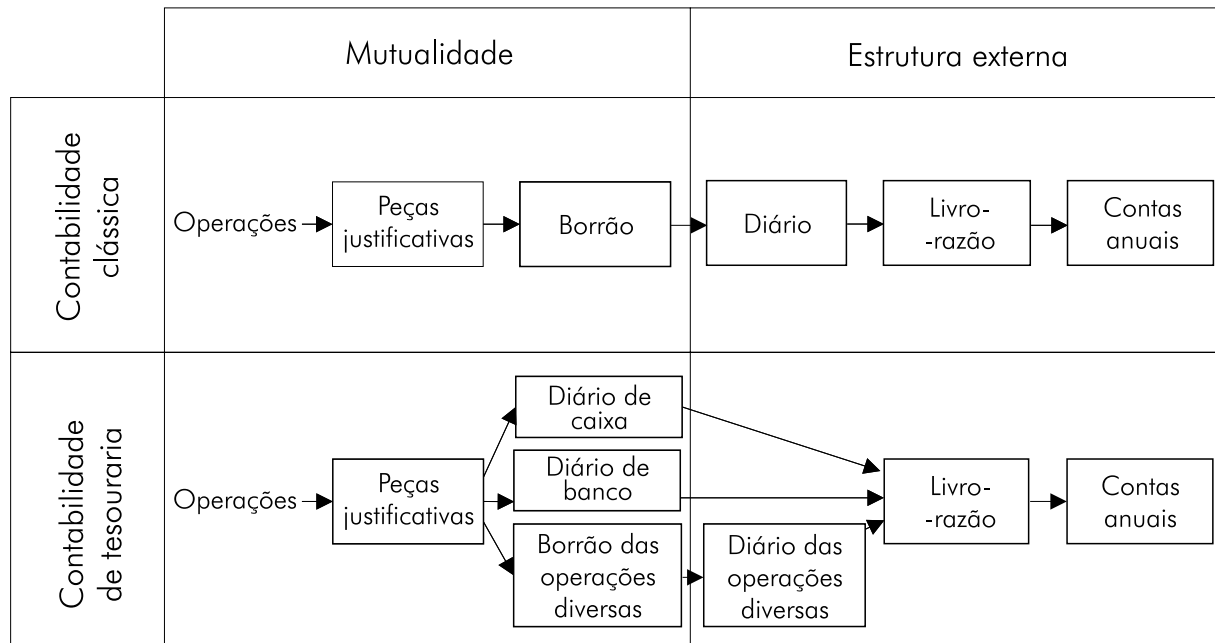 Mutualidade
Estrutura externa
Contabilidade
clássica
Operações
Peças
justificativas
Borrão
Diário
Livro-
-razão
Contas
anuais
Contabilidade
de tesouraria
Operações
Peças
justificativas
Diário de
caixa
Diário de
banco
Borrão das
operações
diversas
Diário das
operações
diversas
Livro-
-razão
Contas
anuais